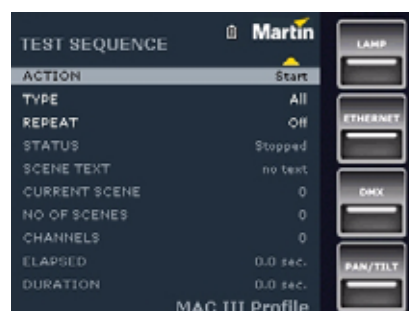 TEST SEQUENCE
Martin
ACTION Start
TYPE All
REPEAT Off
STATUS Stopped
SCENE TEXT no text
CURRENT SCENE 0
NO OF SCENES 0
CHANNELS 0
ELAPSED 0.0 sec.
DURATION 0.0 sec.
MAC III Profile
LAMP
ETHERNET
DMX
PAN/TILT